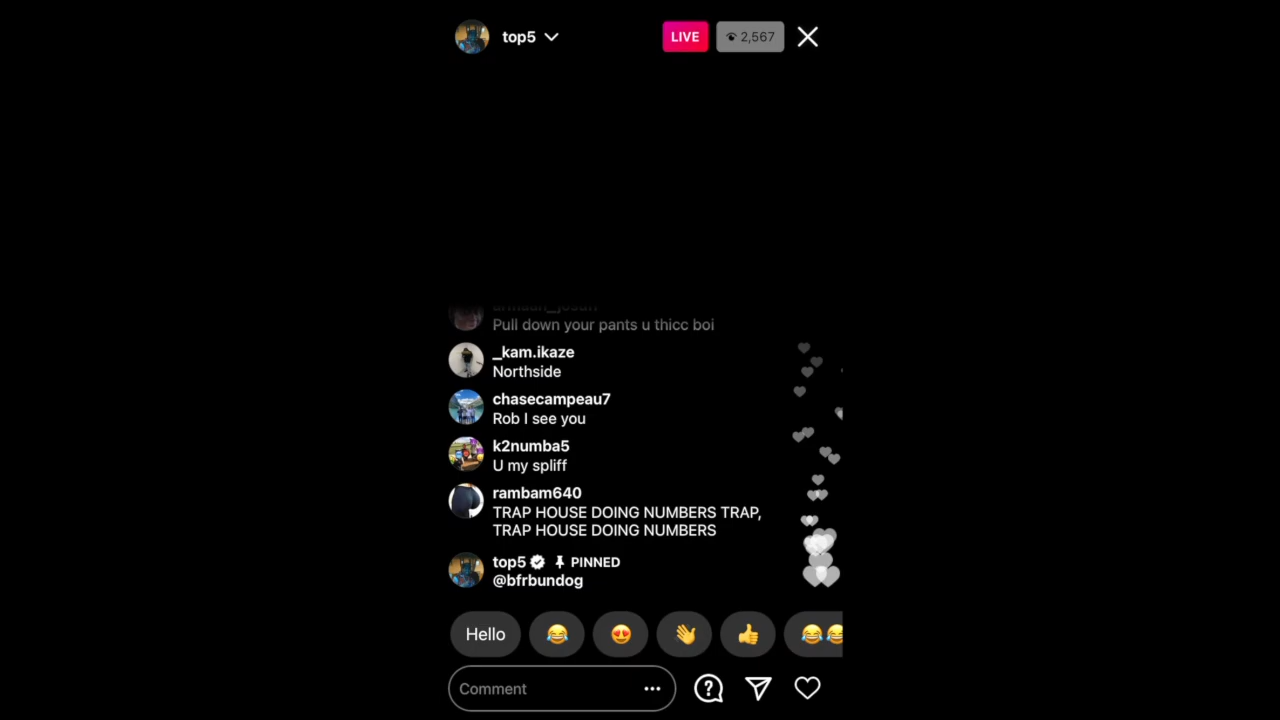 top5
LIVE
2,567
Pull down your pants u thicc boi
_kam.ikaze
Northside
chasecampeau7
Rob I see you
k2numba5
U my spliff
rambam640
TRAP HOUSE DOING NUMBERS TRAP,
TRAP HOUSE DOING NUMBERS
top5 PINNED
@bfrbundog
Hello
Comment